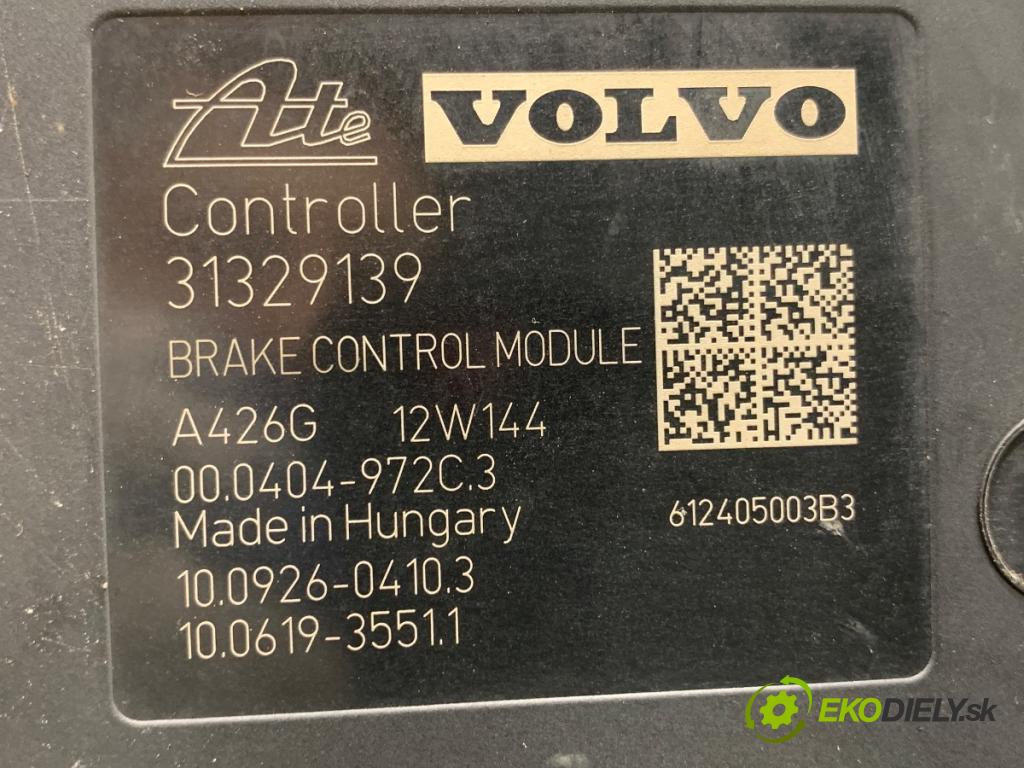 Ate VOLVO
Controller
31329139
BRAKE CONTROL MODULE
A426G 12W144
00.0404-972C.3
Made in Hungary
612405003B3
10.0926-0410.3
10.0619-3551.1
EKODIELY.sk